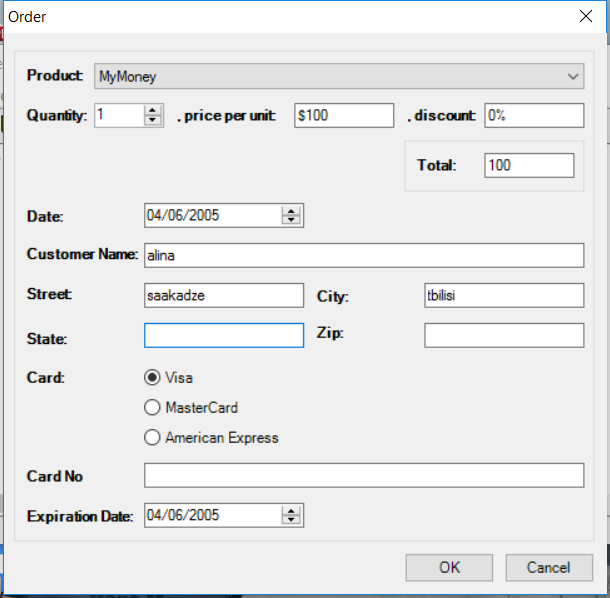 Order
Product: MyMoney
Quantity: 1 . price per unit: $100 . discount: 0%
Total: 100
Date: 04/06/2005
Customer Name: alina
Street: saakadze City: tbilisi
State: Zip:
Card: Visa
MasterCard
American Express
Card No
Expiration Date: 04/06/2005
OK Cancel